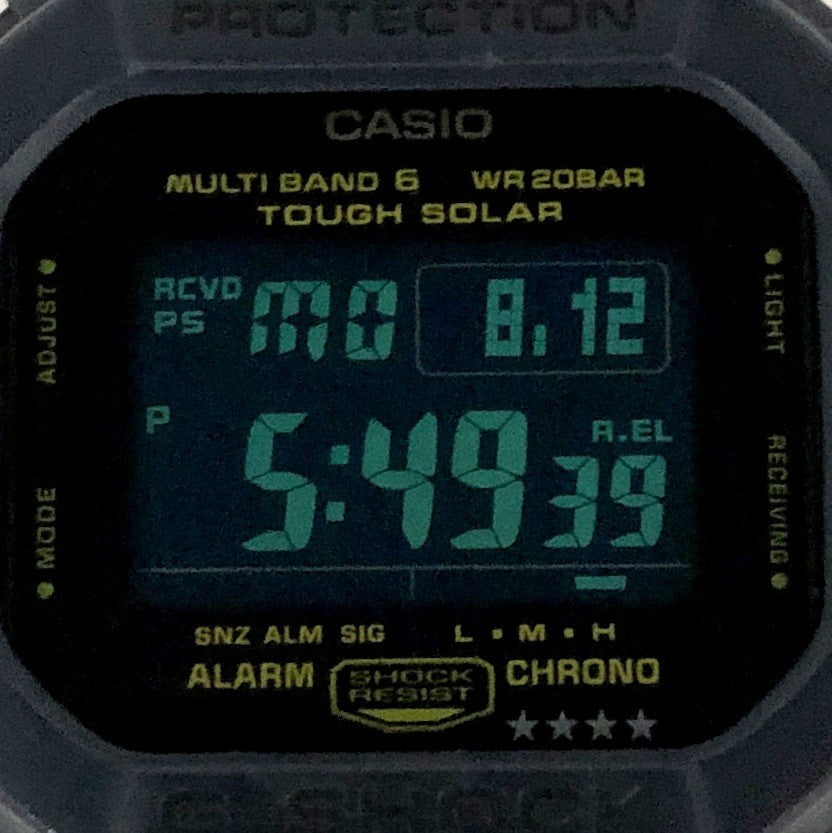 PROTECTION
CASIO
MULTI BAND 6 WR20BAR
TOUGH SOLAR
ADJUST
LIGHT
RCVD
PS
MO 8.12
P
5:49 39
A.EL
MODE
RECEIVING
SNZ ALM SIG L • M • H
ALARM CHRONO
SHOCK
RESIST
G-SHOCK